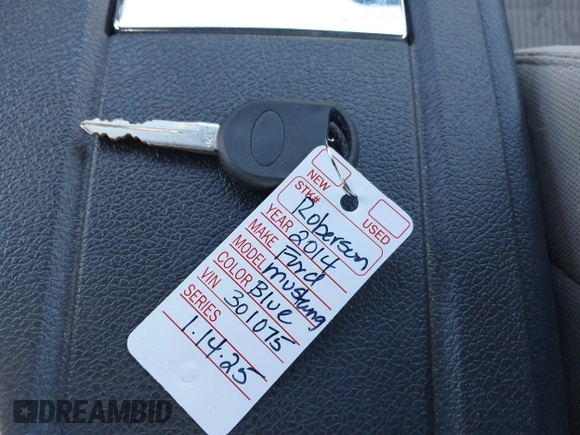 NEW
USED
STK# Roberson
YEAR 2014
MAKE Ford
MODEL Mustang
COLOR Blue
VIN 301075
SERIES
1.14.25
DREAMBID